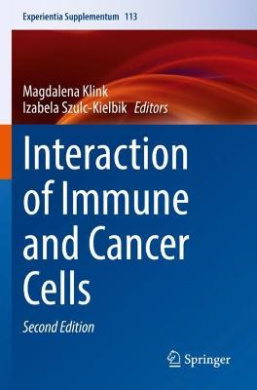 Experientia Supplementum 113
Magdalena Klink
Izabela Szulc-Kielbik Editors
Interaction
of Immune
and Cancer
Cells
Second Edition
Springer